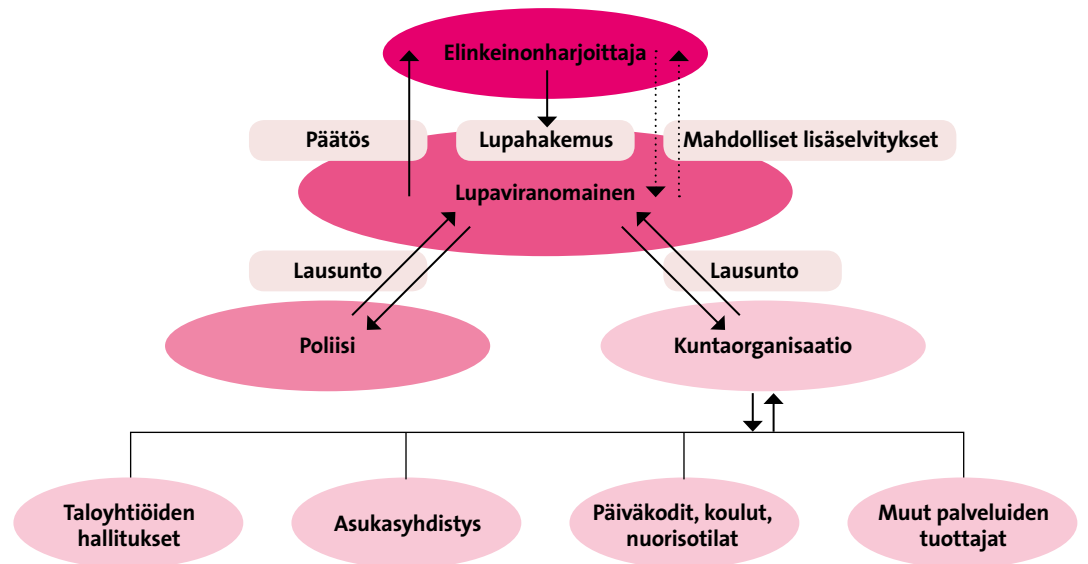 Elinkeinonharjoittaja
Päätös
Lupahakemus
Mahdolliset lisäselvitykset
Lupaviranomainen
Lausunto
Lausunto
Poliisi
Kuntaorganisaatio
Taloyhtiöiden
hallitukset
Asukasyhdistys
Päiväkodit, koulut,
nuorisotilat
Muut palveluiden
tuottajat